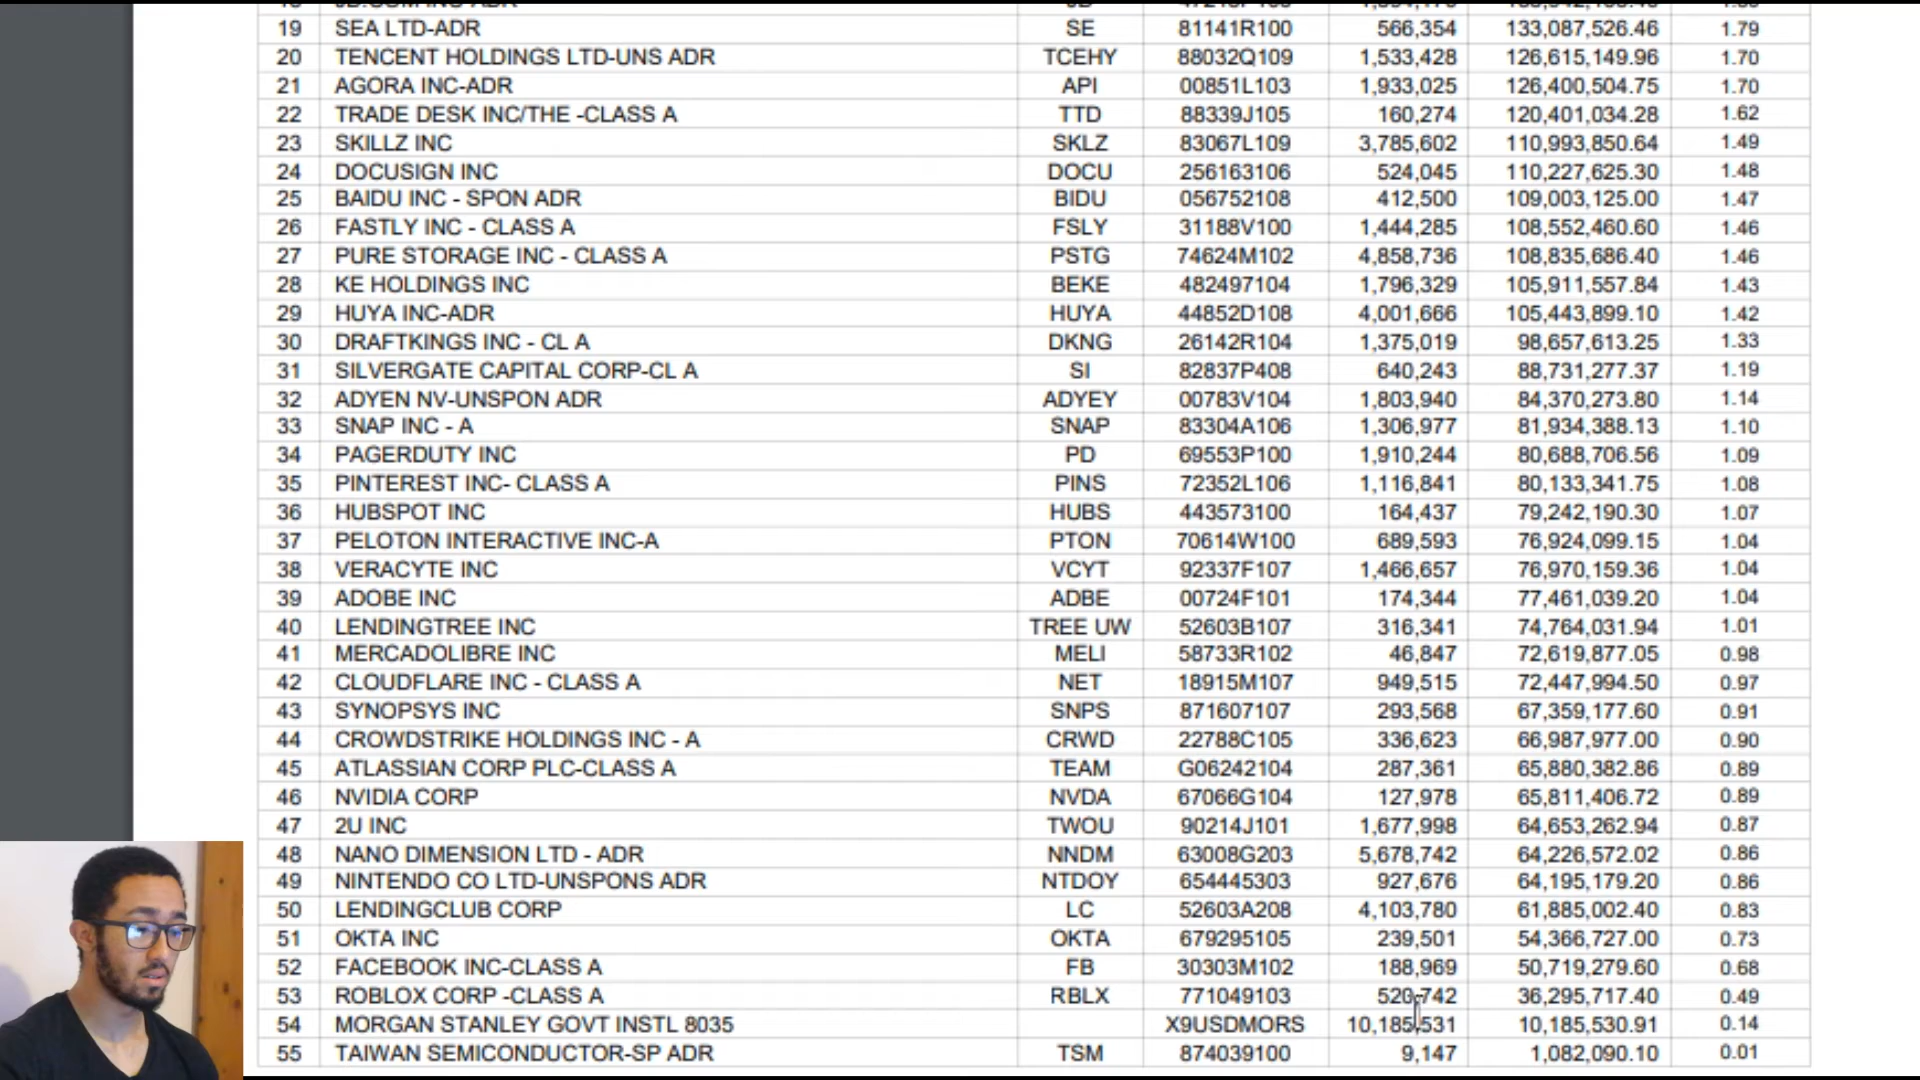 19 SEA LTD-ADR SE 81141R100 566,354 133,087,526.46 1.79
20 TENCENT HOLDINGS LTD-UNS ADR TCEHY 88032Q109 1,533,428 126,615,149.96 1.70
21 AGORA INC-ADR API 00851L103 1,933,025 126,400,504.75 1.70
22 TRADE DESK INC/THE -CLASS A TTD 88339J105 160,274 120,401,034.28 1.62
23 SKILLZ INC SKLZ 83067L109 3,785,602 110,993,850.64 1.49
24 DOCUSIGN INC DOCU 256163106 524,045 110,227,625.30 1.48
25 BAIDU INC - SPON ADR BIDU 056752108 412,500 109,003,125.00 1.47
26 FASTLY INC - CLASS A FSLY 31188V100 1,444,285 108,552,460.60 1.46
27 PURE STORAGE INC - CLASS A PSTG 74624M102 4,858,736 108,835,686.40 1.46
28 KE HOLDINGS INC BEKE 482497104 1,796,329 105,911,557.84 1.43
29 HUYA INC-ADR HUYA 44852D108 4,001,666 105,443,899.10 1.42
30 DRAFTKINGS INC - CL A DKNG 26142R104 1,375,019 98,657,613.25 1.33
31 SILVERGATE CAPITAL CORP-CL A SI 82837P408 640,243 88,731,277.37 1.19
32 ADYEN NV-UNSPON ADR ADYEY 00783V104 1,803,940 84,370,273.80 1.14
33 SNAP INC - A SNAP 83304A106 1,306,977 81,934,388.13 1.10
34 PAGERDUTY INC PD 69553P100 1,910,244 80,688,706.56 1.09
35 PINTEREST INC- CLASS A PINS 72352L106 1,116,841 80,133,341.75 1.08
36 HUBSPOT INC HUBS 443573100 164,437 79,242,190.30 1.07
37 PELOTON INTERACTIVE INC-A PTON 70614W100 689,593 76,924,099.15 1.04
38 VERACYTE INC VCYT 92337F107 1,466,657 76,970,159.36 1.04
39 ADOBE INC ADBE 00724F101 174,344 77,461,039.20 1.04
40 LENDINGTREE INC TREE UW 52603B107 316,341 74,764,031.94 1.01
41 MERCADOLIBRE INC MELI 58733R102 46,847 72,619,877.05 0.98
42 CLOUDFLARE INC - CLASS A NET 18915M107 949,515 72,447,994.50 0.97
43 SYNOPSYS INC SNPS 871607107 293,568 67,359,177.60 0.91
44 CROWDSTRIKE HOLDINGS INC - A CRWD 22788C105 336,623 66,987,977.00 0.90
45 ATLASSIAN CORP PLC-CLASS A TEAM G06242104 287,361 65,880,382.86 0.89
46 NVIDIA CORP NVDA 67066G104 127,978 65,811,406.72 0.89
47 2U INC TWOU 90214J101 1,677,998 64,653,262.94 0.87
48 NANO DIMENSION LTD - ADR NNDM 63008G203 5,678,742 64,226,572.02 0.86
49 NINTENDO CO LTD-UNSPONS ADR NTDOY 654445303 927,676 64,195,179.20 0.86
50 LENDINGCLUB CORP LC 52603A208 4,103,780 61,885,002.40 0.83
51 OKTA INC OKTA 679295105 239,501 54,366,727.00 0.73
52 FACEBOOK INC-CLASS A FB 30303M102 188,969 50,719,279.60 0.68
53 ROBLOX CORP -CLASS A RBLX 771049103 520,742 36,295,717.40 0.49
54 MORGAN STANLEY GOVT INSTL 8035 X9USDMORS 10,185,531 10,185,530.91 0.14
55 TAIWAN SEMICONDUCTOR-SP ADR TSM 874039100 9,147 1,082,090.10 0.01